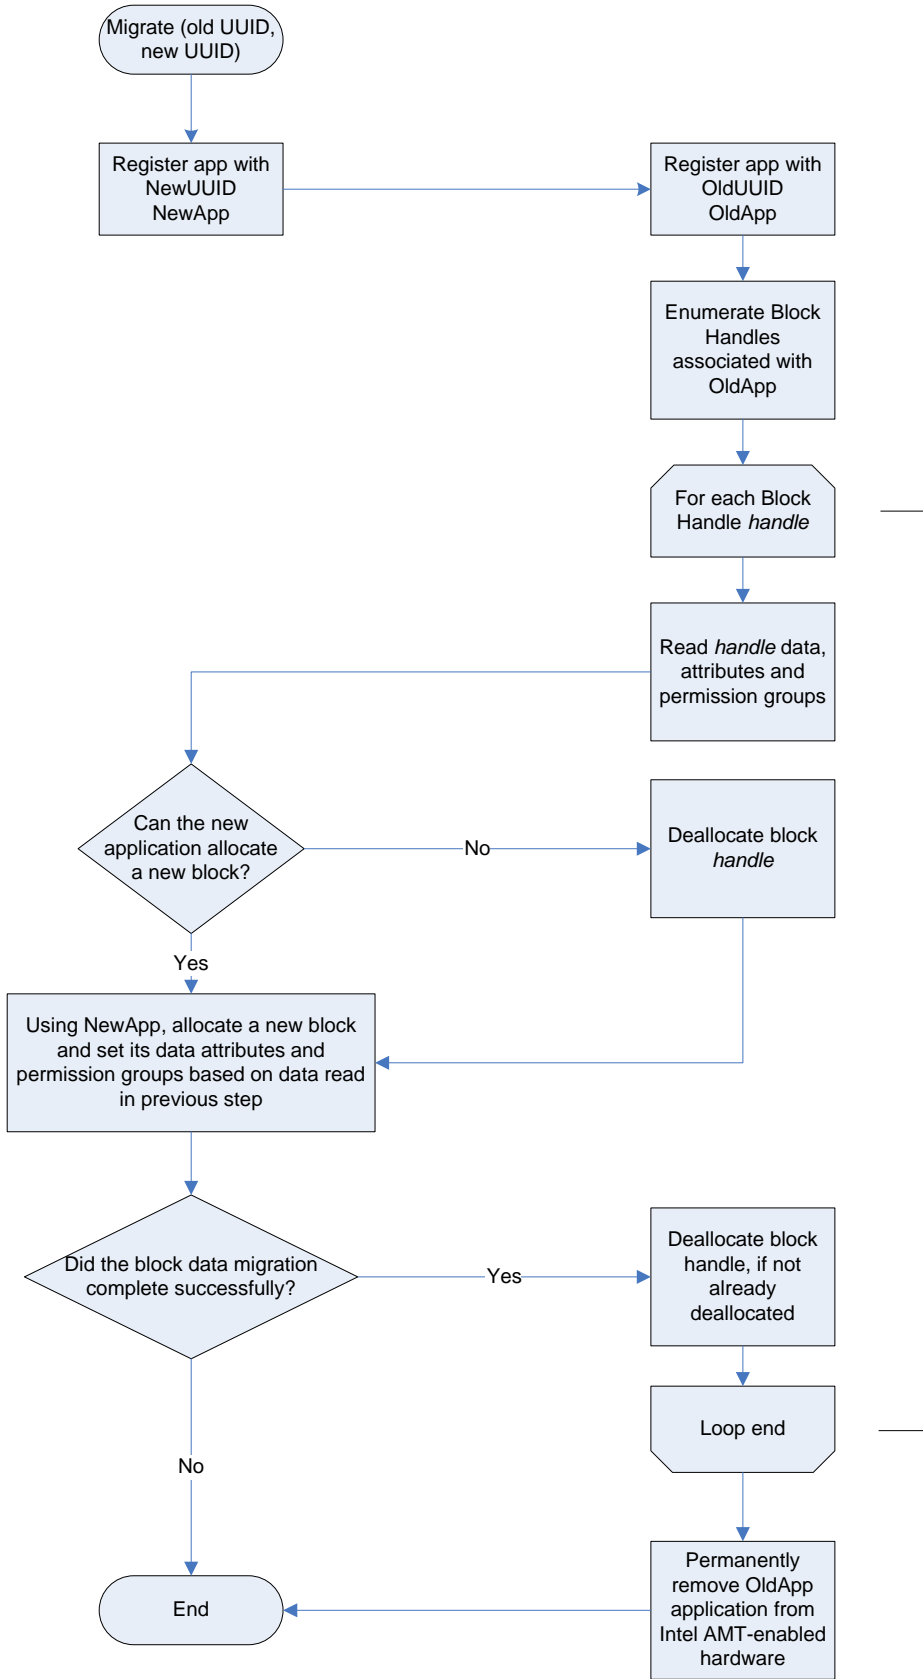 Migrate (old UUID,
new UUID)
Register app with
NewUUID
NewApp
Register app with
OldUUID
OldApp
Enumerate Block
Handles
associated with
OldApp
For each Block
Handle handle
Read handle data,
attributes and
permission groups
Can the new
application allocate
a new block?
No
Deallocate block
handle
Yes
Using NewApp, allocate a new block
and set its data attributes and
permission groups based on data read
in previous step
Did the block data migration
complete successfully?
Yes
Deallocate block
handle, if not
already
deallocated
Loop end
No
Permanently
remove OldApp
application from
Intel AMT-enabled
hardware
End